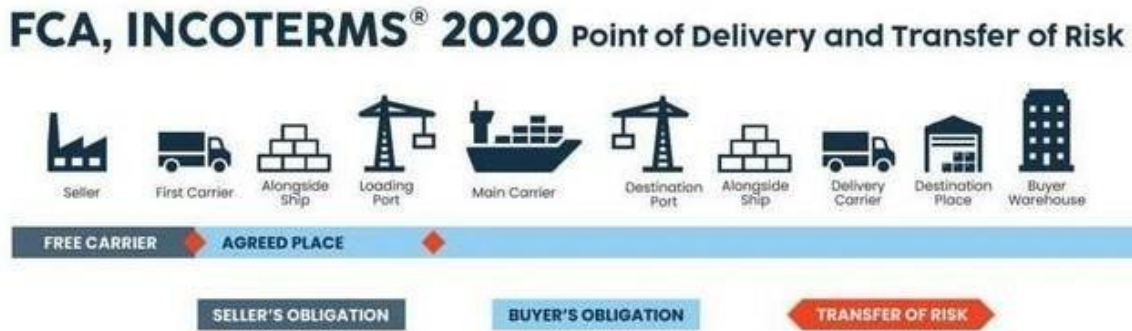 FCA, INCOTERMS® 2020 Point of Delivery and Transfer of Risk
Seller
First Carrier
Alongside
Ship
Loading
Port
Main Carrier
Destination
Port
Alongside
Ship
Delivery
Carrier
Destination
Place
Buyer
Warehouse
FREE CARRIER
AGREED PLACE
SELLER'S OBLIGATION
BUYER'S OBLIGATION
TRANSFER OF RISK